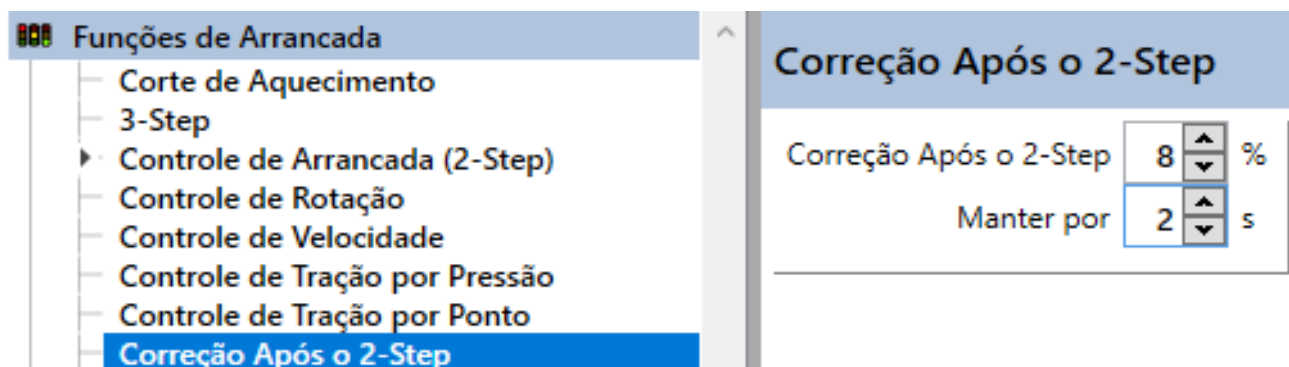 Funções de Arrancada
Corte de Aquecimento
3-Step
Controle de Arrancada (2-Step)
Controle de Rotação
Controle de Velocidade
Controle de Tração por Pressão
Controle de Tração por Ponto
Correção Após o 2-Step
Correção Após o 2-Step
Correção Após o 2-Step 8 %
Manter por 2 s